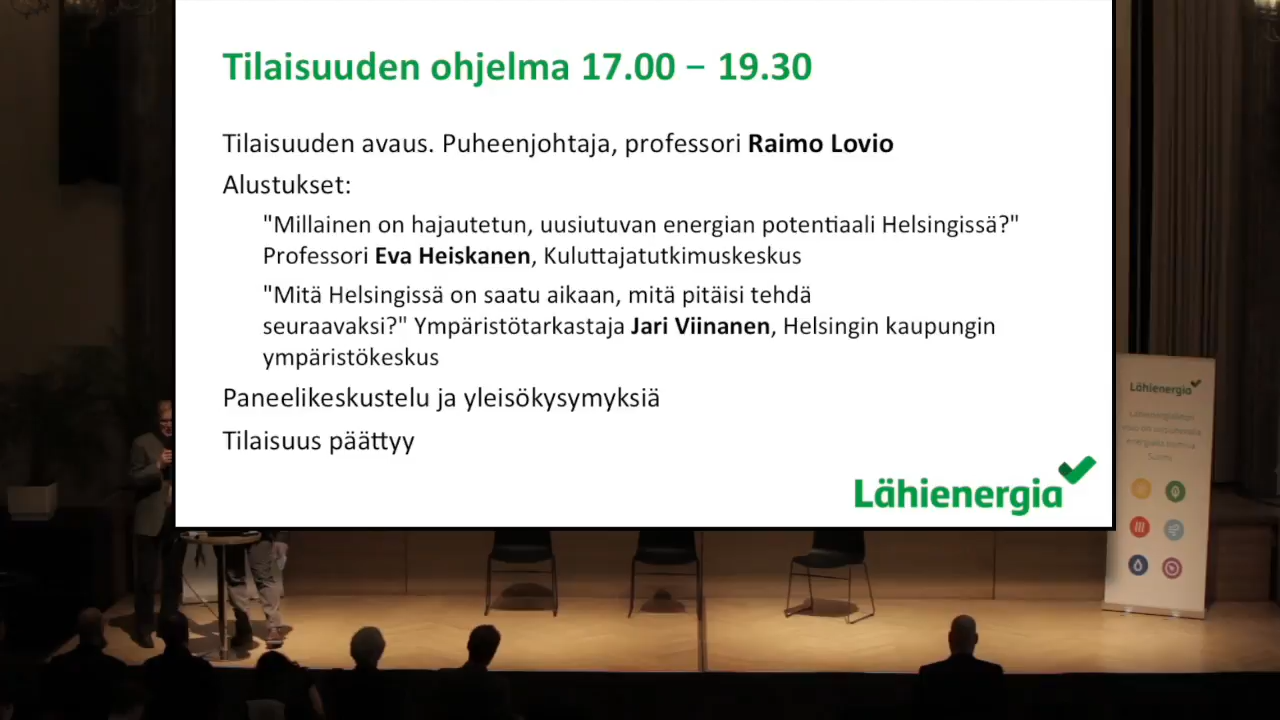 Tilaisuuden ohjelma 17.00 – 19.30
Tilaisuuden avaus. Puheenjohtaja, professori Raimo Lovio
Alustukset:
"Millainen on hajautetun, uusiutuvan energian potentiaali Helsingissä?"
Professori Eva Heiskanen, Kuluttajatutkimuskeskus
"Mitä Helsingissä on saatu aikaan, mitä pitäisi tehdä
seuraavaksi?" Ympäristötarkastaja Jari Viinanen, Helsingin kaupungin
ympäristökeskus
Paneelikeskustelu ja yleisökysymyksiä
Tilaisuus päättyy
Lähienergia
Lähienergia